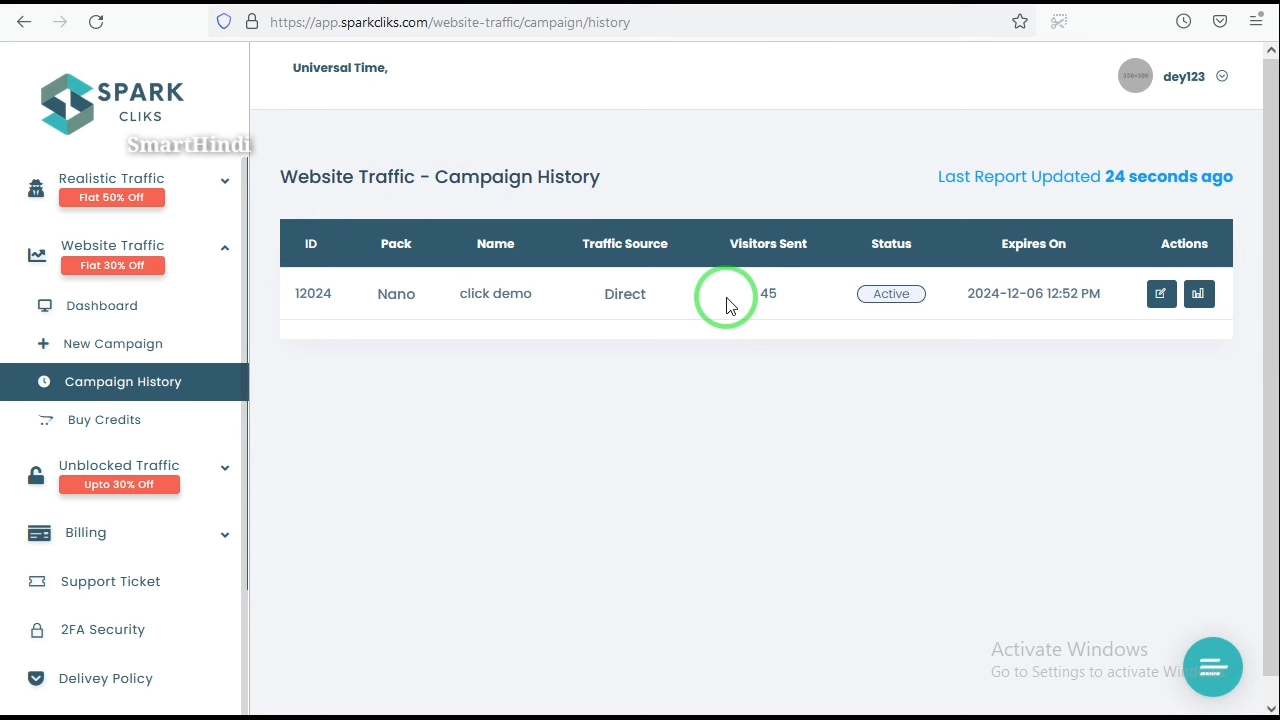 https://app.sparkcliks.com/website-traffic/campaign/history
SPARK
CLIKS
SmartHindi
Universal Time,
dey123
Realistic Traffic
Flat 50% Off
Website Traffic
Flat 30% Off
Dashboard
New Campaign
Campaign History
Buy Credits
Unblocked Traffic
Upto 30% Off
Billing
Support Ticket
2FA Security
Delivey Policy
Website Traffic - Campaign History
Last Report Updated 24 seconds ago
ID Pack Name Traffic Source Visitors Sent Status Expires On Actions
12024 Nano click demo Direct 45 Active 2024-12-06 12:52 PM
Activate Windows
Go to Settings to activate